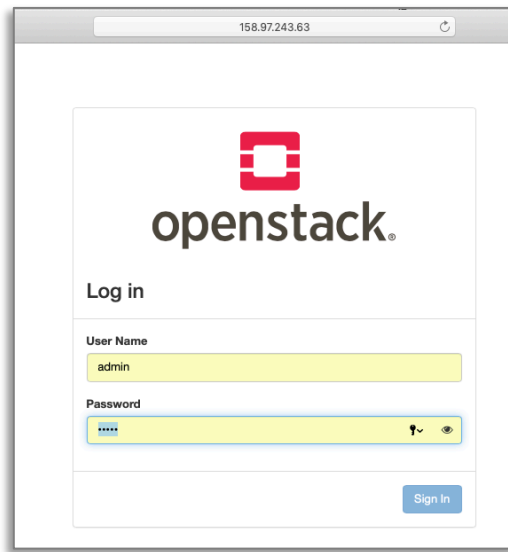 158.97.243.63
openstack.®
Log in
User Name
admin
Password
•••••
Sign In